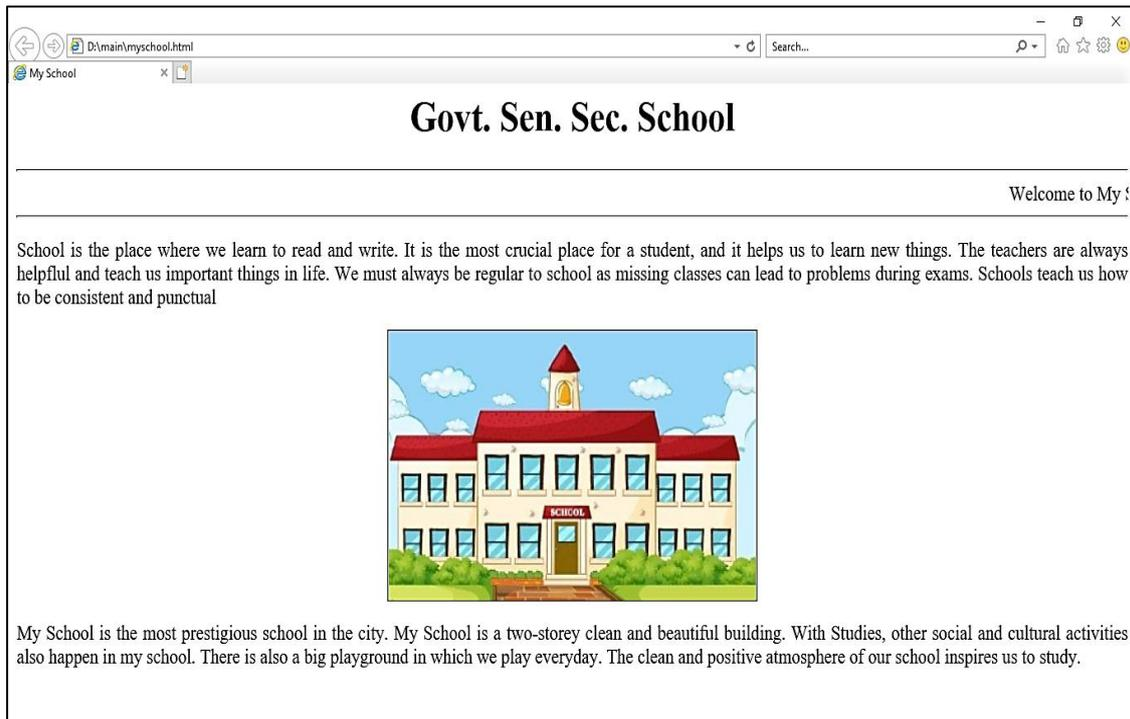 D:\main\myschool.html
Search...
My School
Govt. Sen. Sec. School
Welcome to My
School is the place where we learn to read and write. It is the most crucial place for a student, and it helps us to learn new things. The teachers are always
helpflul and teach us important things in life. We must always be regular to school as missing classes can lead to problems during exams. Schools teach us how
to be consistent and punctual
SCHOOL
My School is the most prestigious school in the city. My School is a two-storey clean and beautiful building. With Studies, other social and cultural activities
also happen in my school. There is also a big playground in which we play everyday. The clean and positive atmosphere of our school inspires us to study.